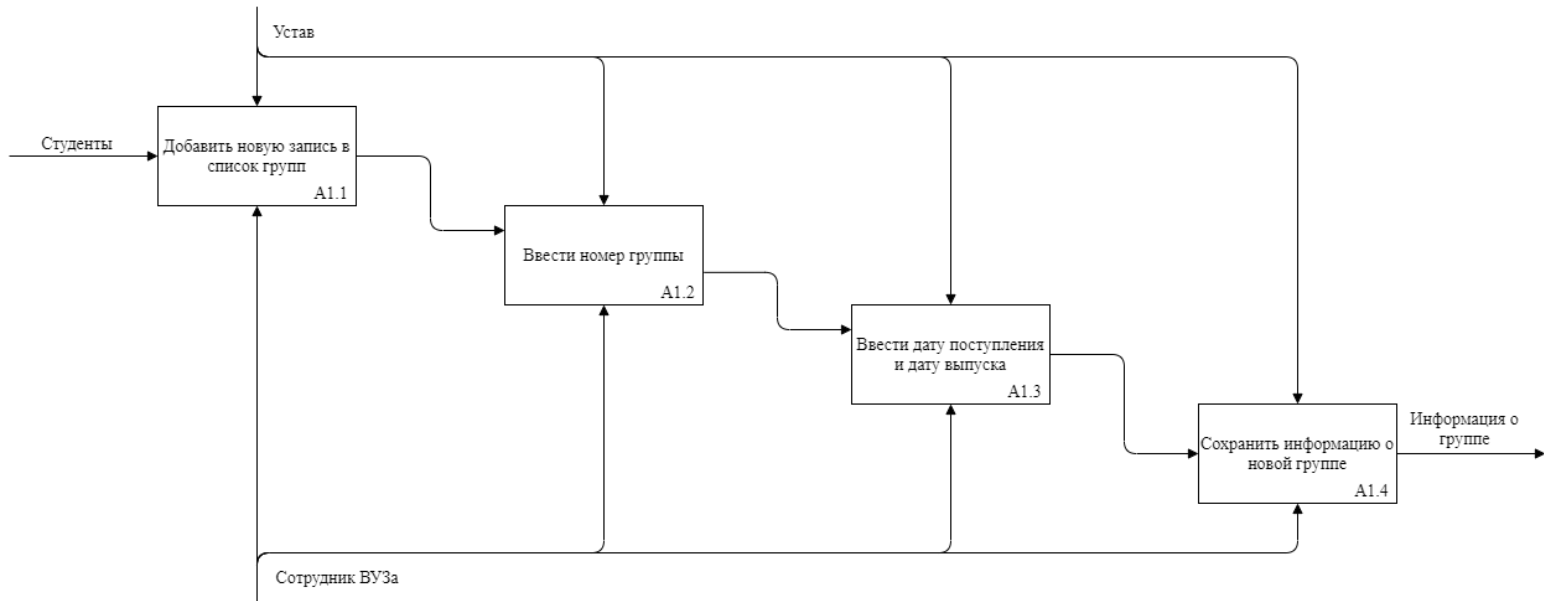 Устав
Студенты
Добавить новую запись в
список групп
A1.1
Ввести номер группы
A1.2
Ввести дату поступления
и дату выпуска
A1.3
Информация о
группе
Сохранить информацию о
новой группе
A1.4
Сотрудник ВУЗа